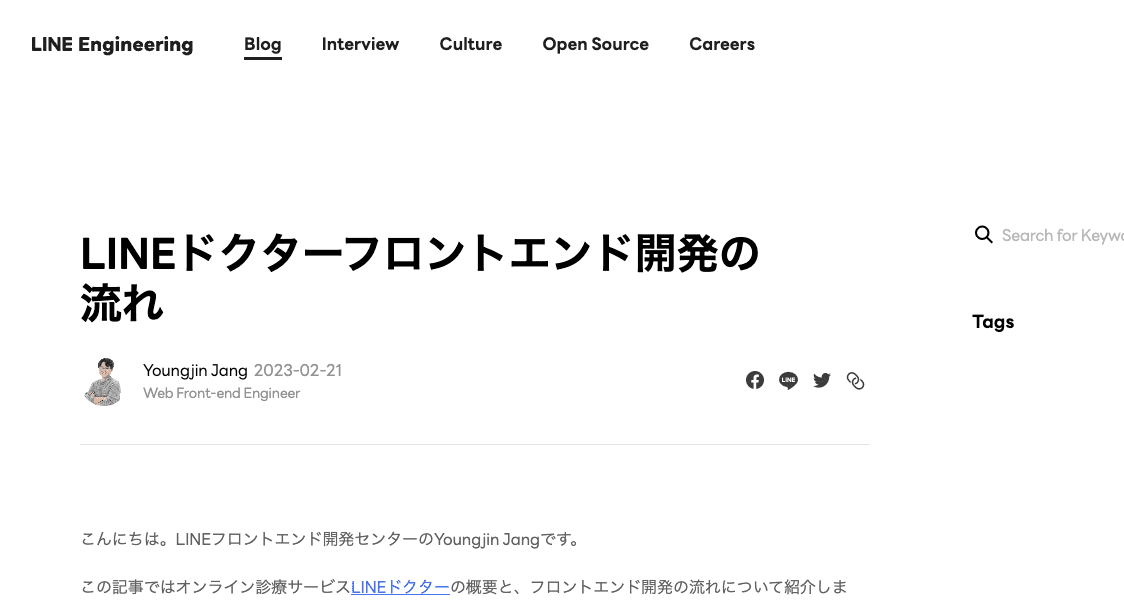 LINE Engineering Blog Interview Culture Open Source Careers
LINEドクターフロントエンド開発の
流れ
Search for Keywo
Tags
Youngjin Jang 2023-02-21
Web Front-end Engineer
LINE
こんにちは。LINEフロントエンド開発センターのYoungjin Jangです。
この記事ではオンライン診療サービスLINEドクターの概要と、フロントエンド開発の流れについて紹介しま